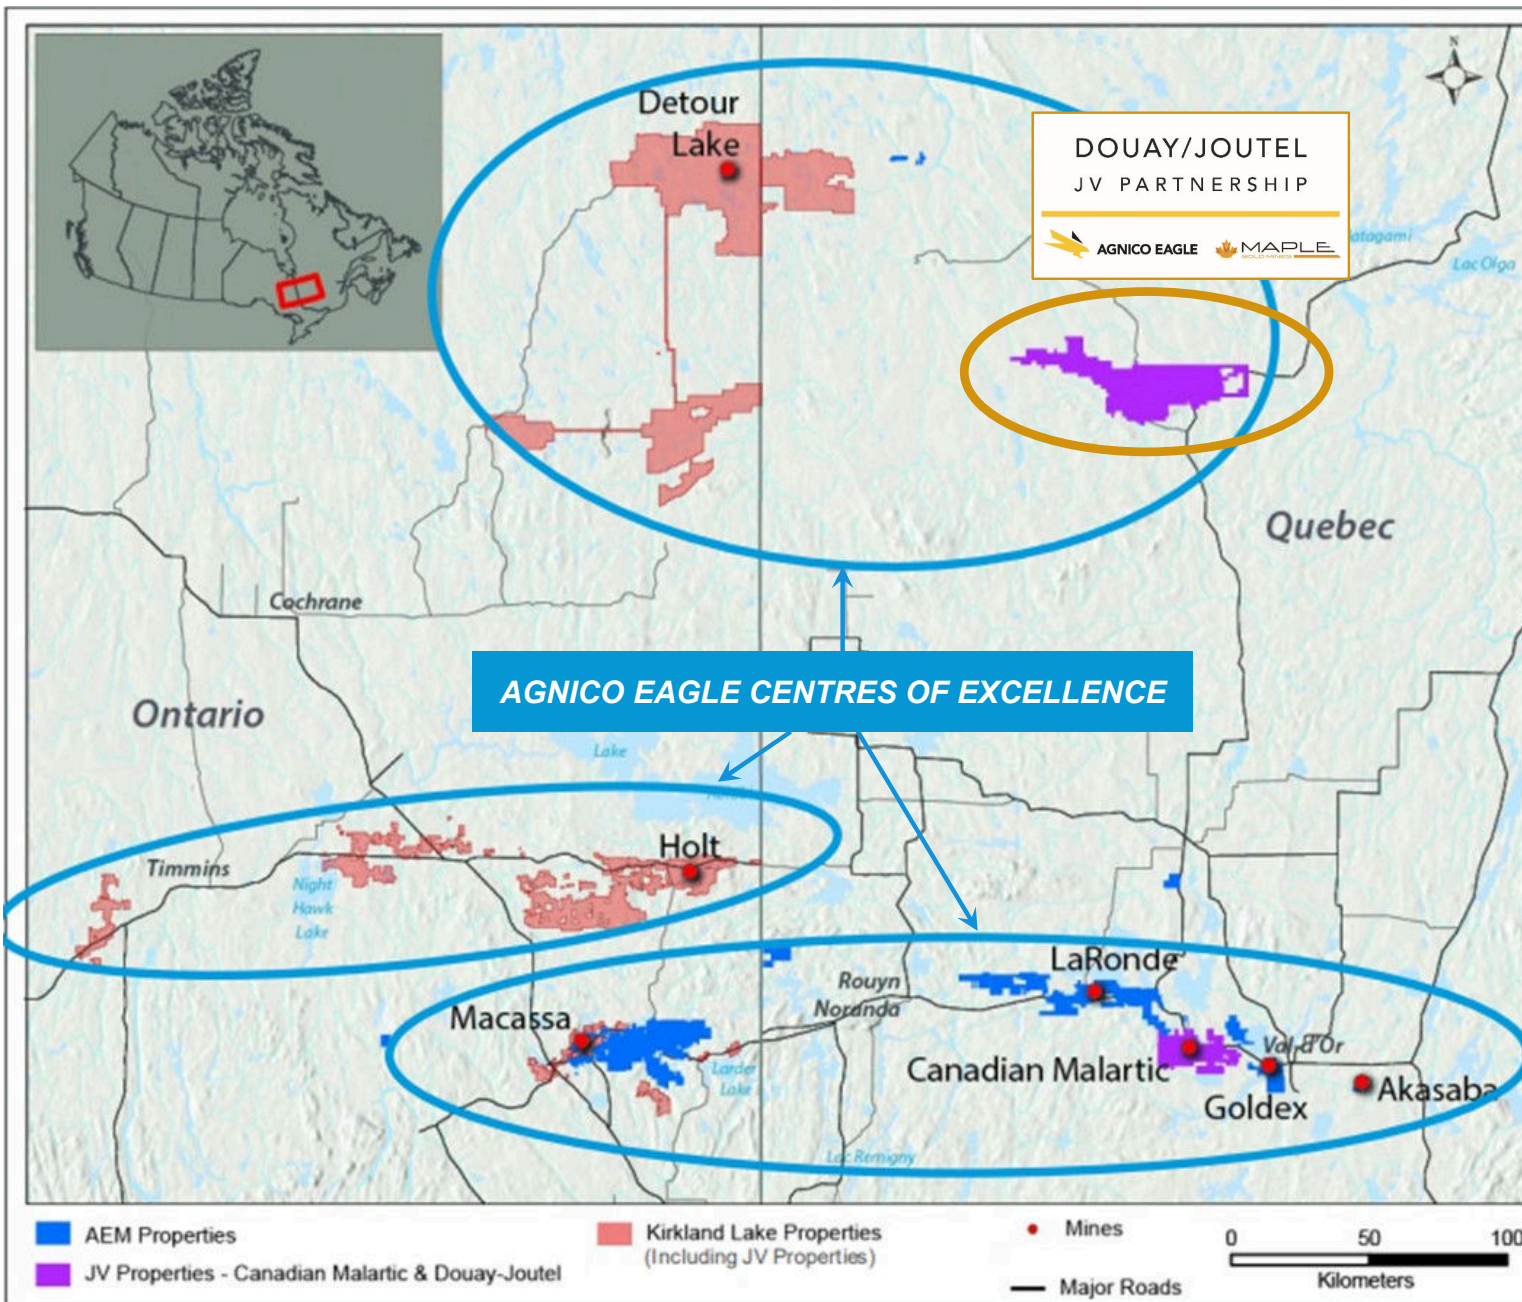 N
Detour
Lake
DOUAY/JOUTEL
JV PARTNERSHIP
AGNICO EAGLE
MAPLE
GOLD MINES
atagami
Lac Olga
Quebec
Cochrane
AGNICO EAGLE CENTRES OF EXCELLENCE
Ontario
Lake
Holt
Timmins
Night
Hawk
Lake
LaRonde
Rouyn
Noranda
Macassa
Val-d'Or
Canadian Malartic
Larder
Lake
Akasaba
Goldex
Lac Remigny
AEM Properties
JV Properties - Canadian Malartic & Douay-Joutel
Kirkland Lake Properties
(Including JV Properties)
Mines
Major Roads
0 50 100
Kilometers